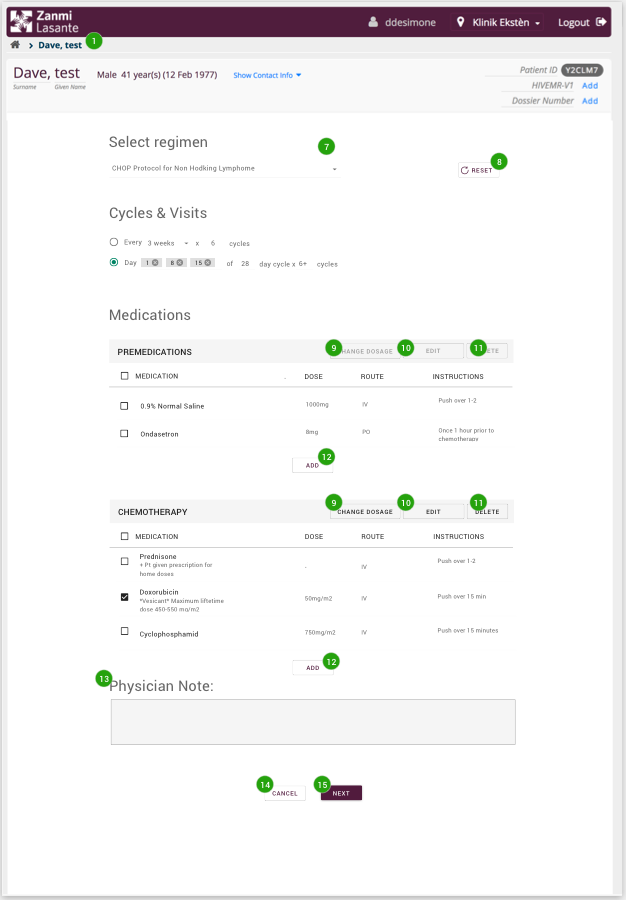 Zanmi
Lasante
ddesimone
Klinik Ekstèn
Logout
Dave, test
1
Dave, test
Surname
Given Name
Male 41 year(s) (12 Feb 1977)
Show Contact Info
Patient ID Y2CLM7
HIVEMR-V1 Add
Dossier Number Add
Select regimen
7
CHOP Protocol for Non Hodking Lymphome
8
RESET
Cycles & Visits
Every 3 weeks x 6 cycles
Day 1 8 15 of 28 day cycle x 6+ cycles
Medications
PREMEDICATIONS
9
HANGE DOSAGE
10
EDIT
11
ETE
MEDICATION DOSE ROUTE INSTRUCTIONS
0.9% Normal Saline 1000mg IV Push over 1-2
Ondasetron 8mg PO Once 1 hour prior to
chemotherapy
ADD
12
CHEMOTHERAPY
9
CHANGE DOSAGE
10
EDIT
11
DELETE
MEDICATION DOSE ROUTE INSTRUCTIONS
Prednisone
+ Pt given prescription for
home doses
- IV Push over 1-2
Doxorubicin
*Vesicant* Maximum liftetime
dose 450-550 mo/m2
50mg/m2 IV Push over 15 min
Cyclophosphamid 750mg/m2 IV Push over 15 minutes
ADD
12
13
Physician Note:
14
CANCEL
15
NEXT